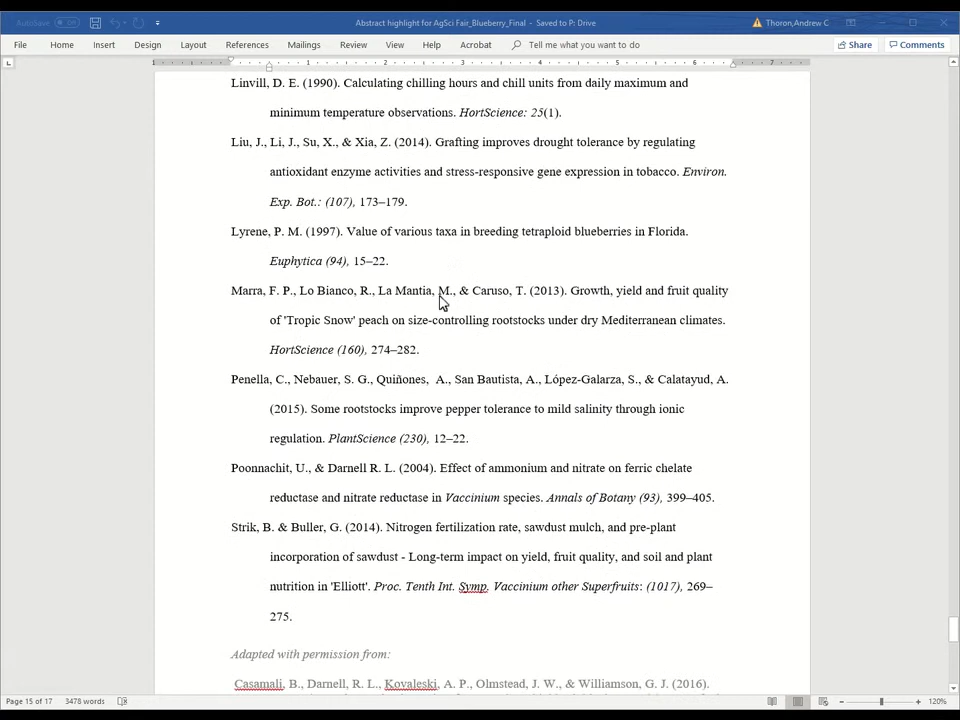 AutoSave Off
Abstract highlight for AgSci Fair_Blueberry_Final - Saved to P: Drive
Thoron,Andrew C
File Home Insert Design Layout References Mailings Review View Help Acrobat Tell me what you want to do Share Comments
1 1 2 3 4 5 6 7
Linvill, D. E. (1990). Calculating chilling hours and chill units from daily maximum and
minimum temperature observations. HortScience: 25(1).
Liu, J., Li, J., Su, X., & Xia, Z. (2014). Grafting improves drought tolerance by regulating
antioxidant enzyme activities and stress-responsive gene expression in tobacco. Environ.
Exp. Bot.: (107), 173–179.
Lyrene, P. M. (1997). Value of various taxa in breeding tetraploid blueberries in Florida.
Euphytica (94), 15–22.
Marra, F. P., Lo Bianco, R., La Mantia, M., & Caruso, T. (2013). Growth, yield and fruit quality
of 'Tropic Snow' peach on size-controlling rootstocks under dry Mediterranean climates.
HortScience (160), 274–282.
Penella, C., Nebauer, S. G., Quiñones, A., San Bautista, A., López-Galarza, S., & Calatayud, A.
(2015). Some rootstocks improve pepper tolerance to mild salinity through ionic
regulation. PlantScience (230), 12–22.
Poonnachit, U., & Darnell R. L. (2004). Effect of ammonium and nitrate on ferric chelate
reductase and nitrate reductase in Vaccinium species. Annals of Botany (93), 399–405.
Strik, B. & Buller, G. (2014). Nitrogen fertilization rate, sawdust mulch, and pre-plant
incorporation of sawdust - Long-term impact on yield, fruit quality, and soil and plant
nutrition in 'Elliott'. Proc. Tenth Int. Symp. Vaccinium other Superfruits: (1017), 269–
275.
Adapted with permission from:
Casamali, B., Darnell, R. L., Kovaleski, A. P., Olmstead, J. W., & Williamson, G. J. (2016).
Page 15 of 17 3478 words 120%